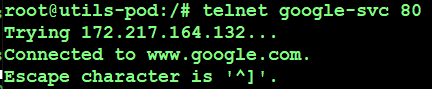 root@utils-pod:/# telnet google-svc 80
Trying 172.217.164.132...
Connected to www.google.com.
Escape character is '^]'.